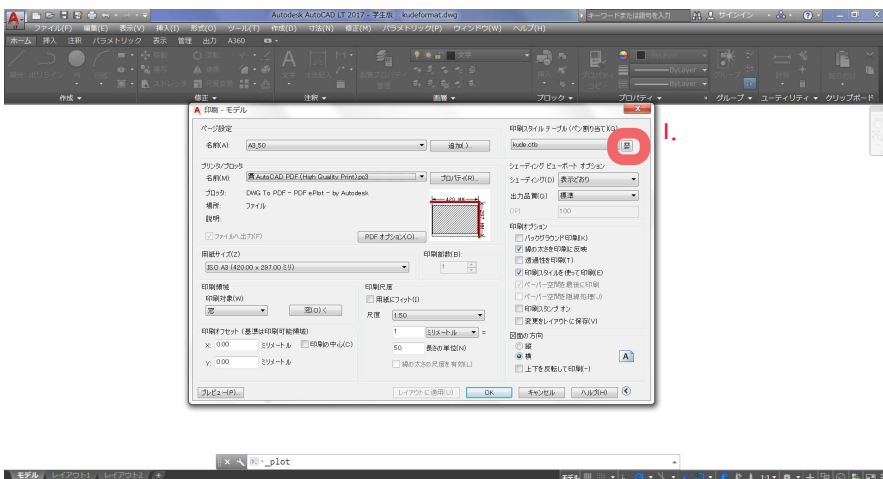 Autodesk AutoCAD LT 2017 - 学生版 kudeformat.dwg
キーワードまたは語句を入力
サインイン
ファイル(F) 編集(E) 表示(V) 挿入(I) 形式(O) ツール(T) 作成(D) 寸法(N) 修正(M) パラメトリック(P) ウィンドウ(W) ヘルプ(H)
ホーム 挿入 注釈 パラメトリック 表示 管理 出力 A360
作成 修正 注釈 画層 ブロック プロパティ グループ ユーティリティ クリップボード
印刷 - モデル
ページ設定
名前(A): A3_50 追加()...
プリンタ/プロッタ
名前(M): AutoCAD PDF (High Quality Print).pc3 プロパティ(R)...
プロッタ: DWG To PDF - PDF ePlot - by Autodesk
場所: ファイル
説明:
ファイルへ出力(F) PDF オプション(O)...
用紙サイズ(Z)
ISO A3 (420.00 x 297.00 ミリ)
印刷部数(B):
1
印刷領域
印刷対象(W)
窓 窓(O) <
印刷オフセット (基準は印刷可能領域)
X: 0.00 ミリメートル 印刷の中心(C)
Y: 0.00 ミリメートル
印刷尺度
用紙にフィット(I)
尺度 1:50
1 ミリメートル =
50 長さの単位(N)
線の太さの尺度を有効(L)
印刷スタイル テーブル (ペン割り当て)(G)
kude.ctb
1.
シェーディング ビューポート オプション
シェーディング(D) 表示どおり
出力品質(Q) 標準
DPI 100
印刷オプション
バックグラウンド印刷(K)
線の太さを印刷に反映
透過性を印刷(T)
印刷スタイルを使って印刷(E)
ペーパー空間を最後に印刷
ペーパー空間を隠線処理(J)
印刷スタンプ オン
変更をレイアウトに保存(V)
図面の方向
縦
横
上下を反転して印刷(-)
A
プレビュー(P)... レイアウトに適用(U) OK キャンセル ヘルプ(H)
_plot
モデル レイアウト1 レイアウト2 +
モデル 1:1